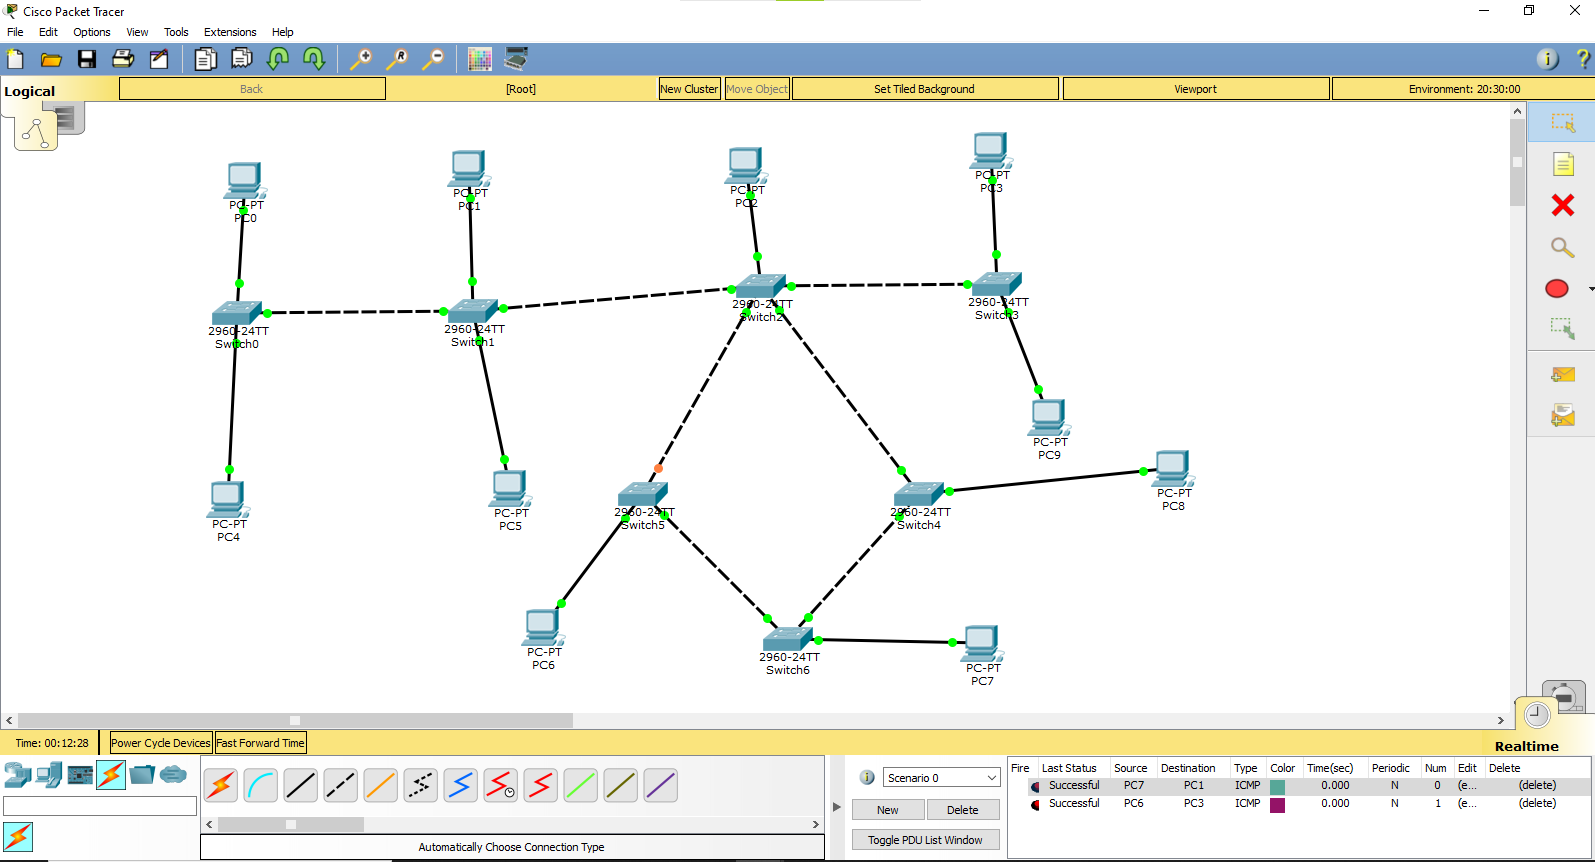 Cisco Packet Tracer
File Edit Options View Tools Extensions Help
Logical
Back
[Root]
New Cluster
Move Object
Set Tiled Background
Viewport
Environment: 20:30:00
PC-PT
PC0
PC-PT
PC1
PC-PT
PC2
PC-PT
PC3
2960-24TT
Switch0
2960-24TT
Switch1
2960-24TT
Switch2
2960-24TT
Switch3
PC-PT
PC9
PC-PT
PC4
PC-PT
PC5
2960-24TT
Switch5
2960-24TT
Switch4
PC-PT
PC8
PC-PT
PC6
2960-24TT
Switch6
PC-PT
PC7
Time: 00:12:28
Power Cycle Devices
Fast Forward Time
Realtime
Automatically Choose Connection Type
Scenario 0
New
Delete
Toggle PDU List Window
Fire Last Status Source Destination Type Color Time(sec) Periodic Num Edit Delete
Successful PC7 PC1 ICMP 0.000 N 0 (e... (delete)
Successful PC6 PC3 ICMP 0.000 N 1 (e... (delete)